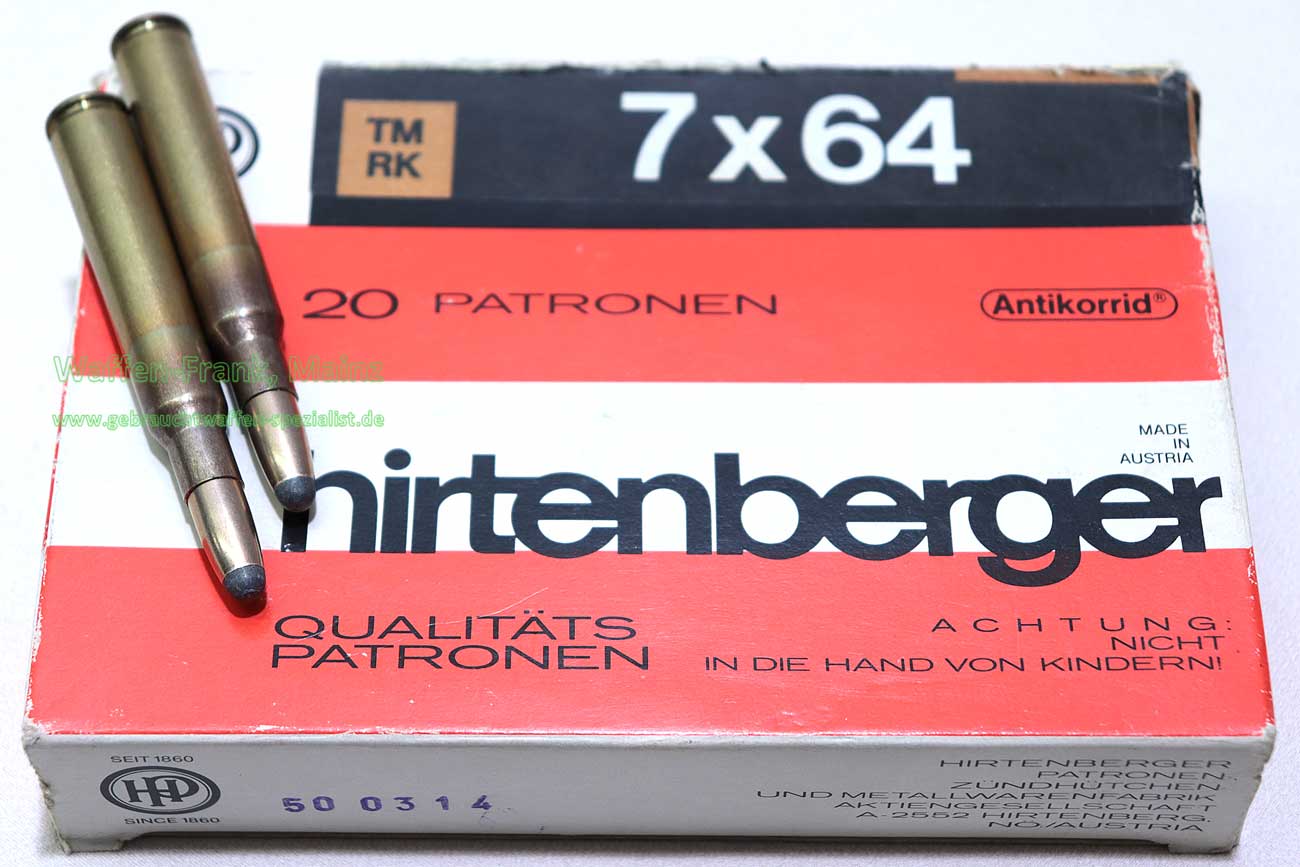 TM
RK
7 x 64
20 PATRONEN
Antikorrid®
Waffen-Frank, Mainz
www.gebrauchtwaffen-spezialist.de
MADE
IN
AUSTRIA
hirtenberger
QUALITÄTS
PATRONEN
ACHTUNG:
NICHT
IN DIE HAND VON KINDERN!
SEIT 1860
HP
SINCE 1860
50 0314
HIRTENBERGER
PATRONEN-
ZÜNDHÜTCHEN-
UND METALLWARENFABRIK
AKTIENGESELLSCHAFT
A-2552 HIRTENBERG,
NÖ/AUSTRIA